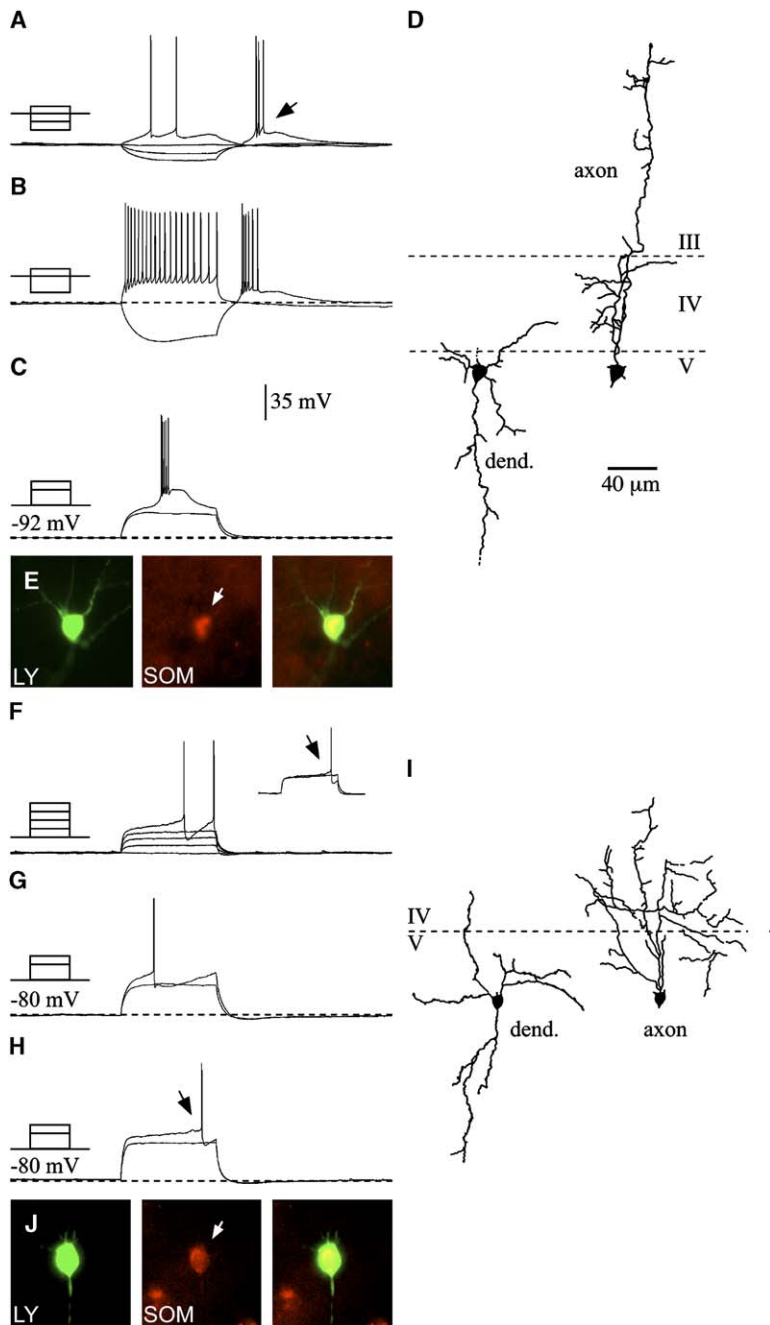 A
B
C
35 mV
-92 mV
D
axon
III
IV
V
dend.
40 μm
E
LY
SOM
F
G
-80 mV
H
-80 mV
I
IV
V
dend.
axon
J
LY
SOM